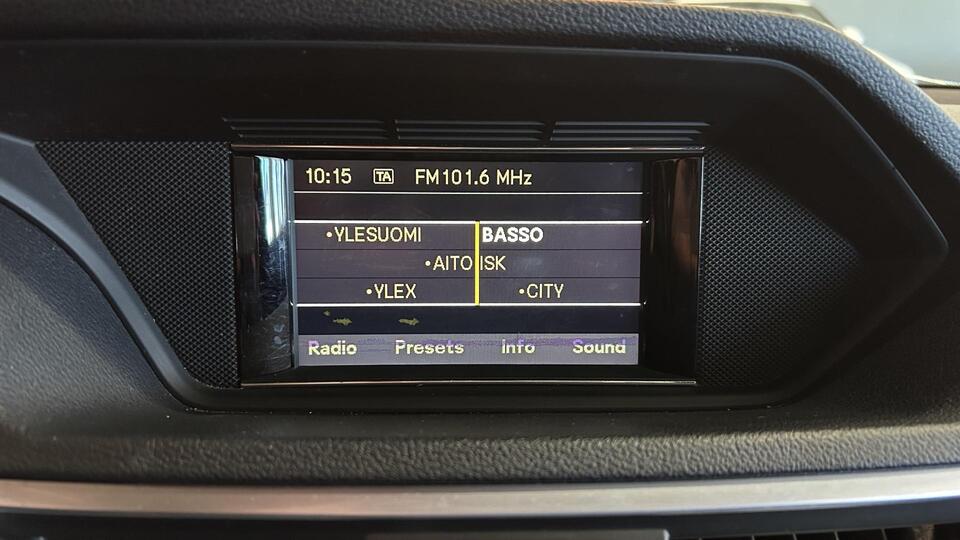 10:15 TA FM101.6 MHz
•YLESUOMI BASSO
•AITO ISK
•YLEX •CITY
Radio Presets Info Sound